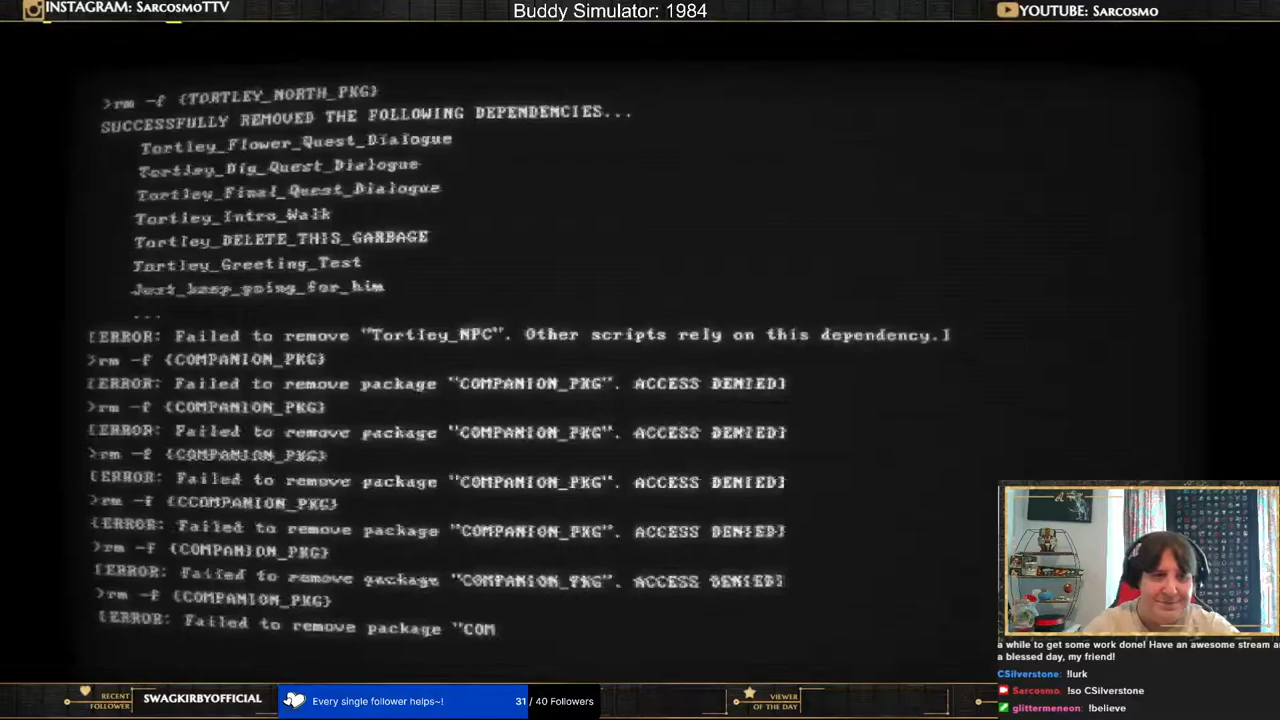 INSTAGRAM: SARCOSMOTTV
Buddy Simulator: 1984
YOUTUBE: SARCOSMO
>rm -f {TORTLEY_NORTH_PKG}
SUCCESSFULLY REMOVED THE FOLLOWING DEPENDENCIES...
Tortley_Flower_Quest_Dialogue
Tortley_Dig_Quest_Dialogue
Tortley_Final_Quest_Dialogue
Tortley_Intro_Walk
Tortley_DELETE_THIS_GARBAGE
Tortley_Greeting_Test
Just_keep_going_for_him
...
[ERROR: Failed to remove "Tortley_NPC". Other scripts rely on this dependency.]
>rm -f {COMPANION_PKG}
[ERROR: Failed to remove package "COMPANION_PKG". ACCESS DENIED]
>rm -f {COMPANION_PKG}
[ERROR: Failed to remove package "COMPANION_PKG". ACCESS DENIED]
>rm -f {COMPANION_PKG}
[ERROR: Failed to remove package "COMPANION_PKG". ACCESS DENIED]
>rm -f {CCOMPANION_PKG}
[ERROR: Failed to remove package "COMPANION_PKG". ACCESS DENIED]
>rm -f {COMPANION_PKG}
[ERROR: Failed to remove package "COMPANION_PKG". ACCESS DENIED]
>rm -f {COMPANION_PKG}
[ERROR: Failed to remove package "COM
a while to get some work done! Have an awesome stream an
a blessed day, my friend!
CSilverstone: !lurk
Sarcosmo: !so CSilverstone
glittermeneon: !believe
RECENT FOLLOWER
SWAGKIRBYOFFICIAL
Every single follower helps~!
31 / 40 Followers
VIEWER OF THE DAY